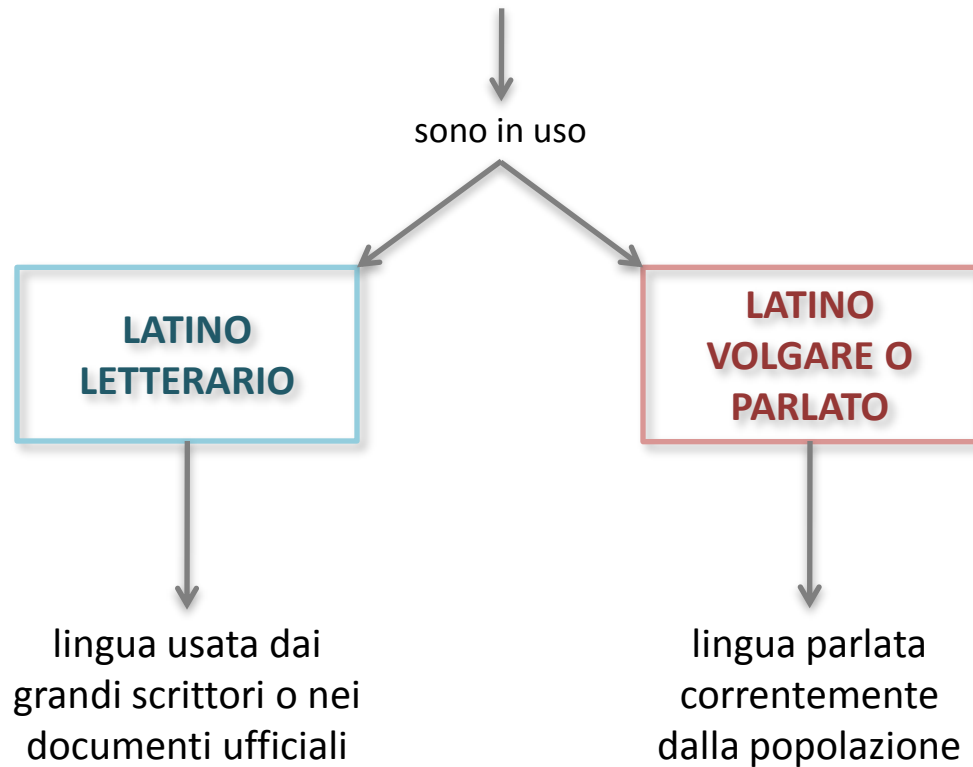 sono in uso
LATINO
LETTERARIO
LATINO
VOLGARE O
PARLATO
lingua usata dai
grandi scrittori o nei
documenti ufficiali
lingua parlata
correntemente
dalla popolazione